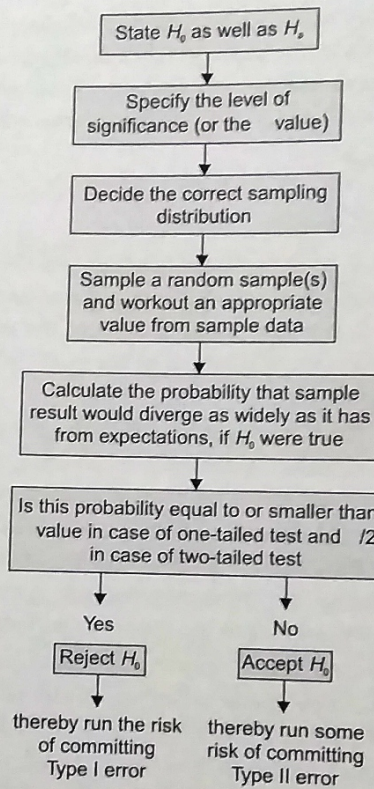 State H₀ as well as Hₐ
Specify the level of
significance (or the value)
Decide the correct sampling
distribution
Sample a random sample(s)
and workout an appropriate
value from sample data
Calculate the probability that sample
result would diverge as widely as it has
from expectations, if H₀ were true
Is this probability equal to or smaller than
value in case of one-tailed test and /2
in case of two-tailed test
Yes
No
Reject H₀
Accept H₀
thereby run the risk
of committing
Type I error
thereby run some
risk of committing
Type II error